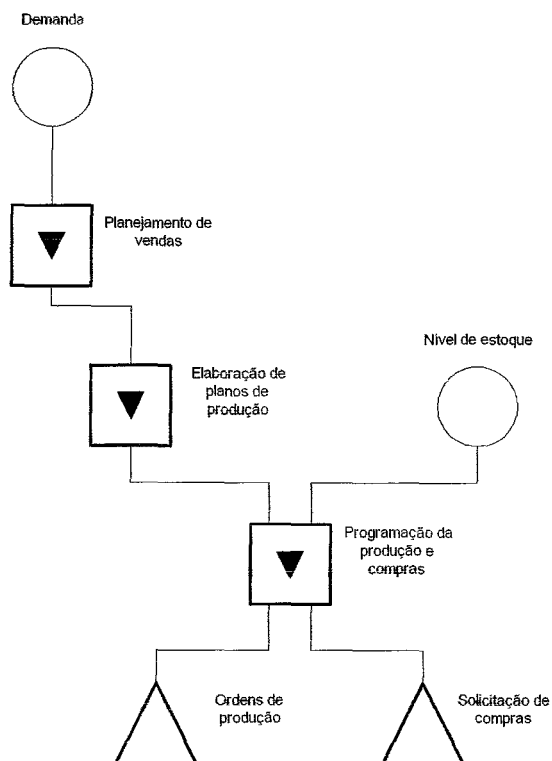 Demanda
Planejamento de
vendas
Nível de estoque
Elaboração de
planos de
produção
Programação da
produção e
compras
Ordens de
produção
Solicitação de
compras